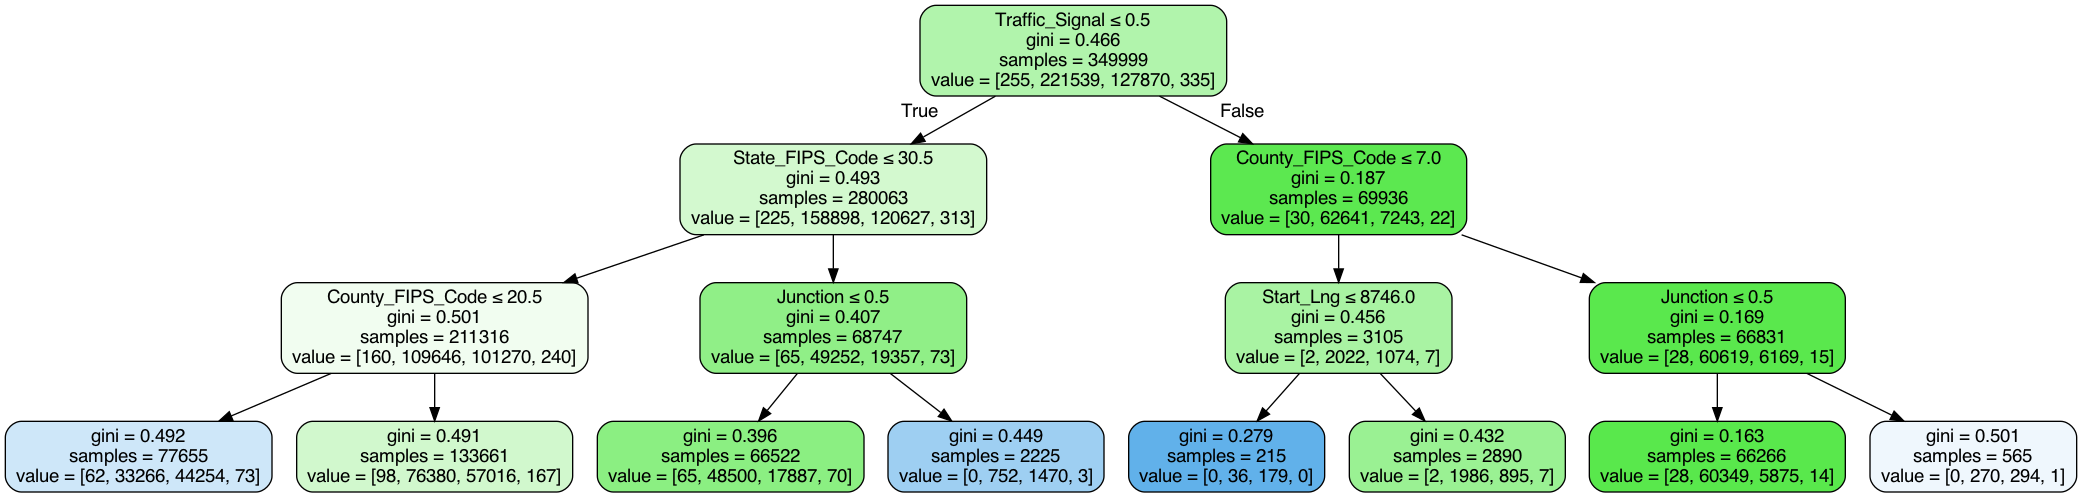 Traffic_Signal ≤ 0.5
gini = 0.466
samples = 349999
value = [255, 221539, 127870, 335]
True
False
State_FIPS_Code ≤ 30.5
gini = 0.493
samples = 280063
value = [225, 158898, 120627, 313]
County_FIPS_Code ≤ 7.0
gini = 0.187
samples = 69936
value = [30, 62641, 7243, 22]
County_FIPS_Code ≤ 20.5
gini = 0.501
samples = 211316
value = [160, 109646, 101270, 240]
Junction ≤ 0.5
gini = 0.407
samples = 68747
value = [65, 49252, 19357, 73]
Start_Lng ≤ 8746.0
gini = 0.456
samples = 3105
value = [2, 2022, 1074, 7]
Junction ≤ 0.5
gini = 0.169
samples = 66831
value = [28, 60619, 6169, 15]
gini = 0.492
samples = 77655
value = [62, 33266, 44254, 73]
gini = 0.491
samples = 133661
value = [98, 76380, 57016, 167]
gini = 0.396
samples = 66522
value = [65, 48500, 17887, 70]
gini = 0.449
samples = 2225
value = [0, 752, 1470, 3]
gini = 0.279
samples = 215
value = [0, 36, 179, 0]
gini = 0.432
samples = 2890
value = [2, 1986, 895, 7]
gini = 0.163
samples = 66266
value = [28, 60349, 5875, 14]
gini = 0.501
samples = 565
value = [0, 270, 294, 1]